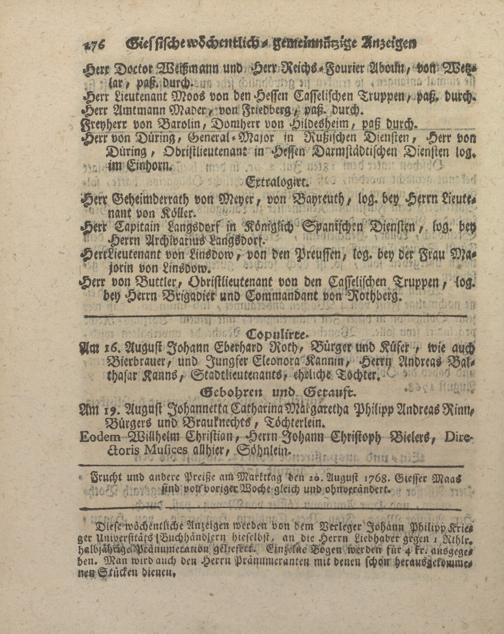 276 Giessische wöchentlich- gemeinnützige Anzeigen
Herr Doctor Weitzmann und Herr Reichs-Fourier Abouin, von Wetz-
lar, paß. durch.
Herr Lieutenant Moos von den Hessen Casselischen Truppen, paß. durch.
Herr Amtmann Mader, von Friedberg, paß. durch.
Freyherr von Barolin, Domherr von Hildesheim, paß durch.
Herr von Düring, General-Major in Rußischen Diensten, Herr von
Düring, Obristlieutenant in Hessen Darmstädtischen Diensten log.
im Einhorn.
Extralogirt.
Herr Geheimderath von Meyer, von Bayreuth, log. bey Herrn Lieute-
nant von Köller.
Herr Capitain Langsdorf in Königlich Spanischen Diensten, log. bey
Herrn Archivarius Langsdorf.
Herr Lieutenant von Linsdow, von den Preussen, log. bey der Frau Ma-
jorin von Linsdow.
Herr von Buttler, Obristlieutenant von den Casselischen Truppen, log.
bey Herrn Brigadier und Commandant von Rothberg.
Copulirte.
Am 16. August Johann Eberhard Roth, Bürger und Küfer, wie auch
Bierbrauer, und Jungfer Eleonora Kannin, Herrn Andreas Bal-
thasar Kanns, Stadtlieutenants, eheliche Töchter.
Gebohren und Getauft.
Am 19. August Johannetta Catharina Margaretha Philipp Andreas Rinn,
Bürgers und Brauknechts, Töchterlein.
Eodem Willhelm Christian, Herrn Johann Christoph Bielers, Dire-
ctoris Musices allhier, Söhnlein.
Frucht und andere Preiße am Markttag den 16. August 1768. Giesser Maas
sind von voriger Woche gleich und ohnverändert.
Diese wöchentliche Anzeigen werden von dem Verleger Johann Philipp Krie-
ger Universitäts Buchhändlern hieselbst, an die Herrn Liebhaber gegen 1 Rthlr.
halbjährige Pränumeration geliefert. Einzelne Bogen werden für 4 kr. ausgege-
ben. Man wird auch den Herrn Pränumeranten mit denen schon herausgekomme-
nen Stücken dienen.